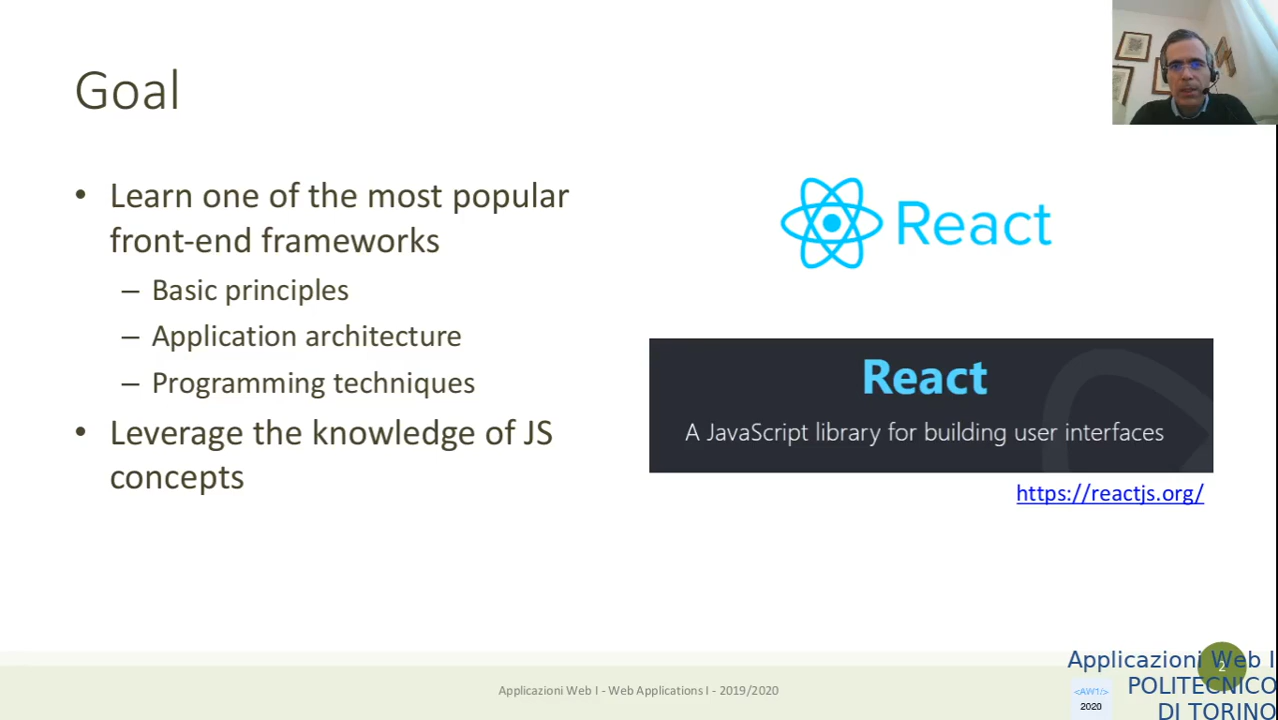 Goal
• Learn one of the most popular
front-end frameworks
– Basic principles
– Application architecture
– Programming techniques
• Leverage the knowledge of JS
concepts
React
React
A JavaScript library for building user interfaces
https://reactjs.org/
Applicazioni Web I - Web Applications I - 2019/2020
2
Applicazioni Web I
POLITECNICO
DI TORINO
<AW1/>
2020